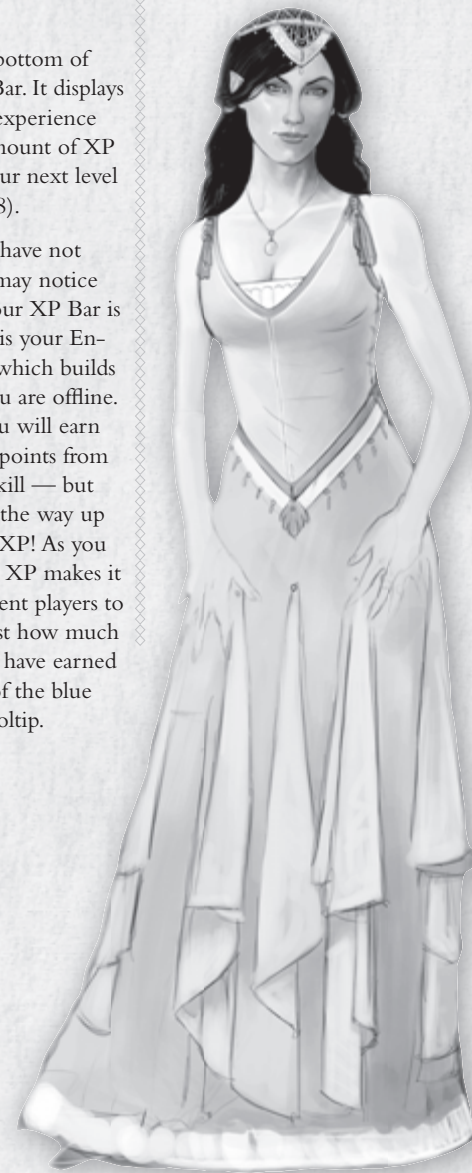 bottom of
Bar. It displays
experience
mount of XP
ur next level
8).
have not
may notice
our XP Bar is
is your En-
which builds
u are offline.
u will earn
points from
kill — but
the way up
XP! As you
XP makes it
ent players to
st how much
have earned
of the blue
oltip.